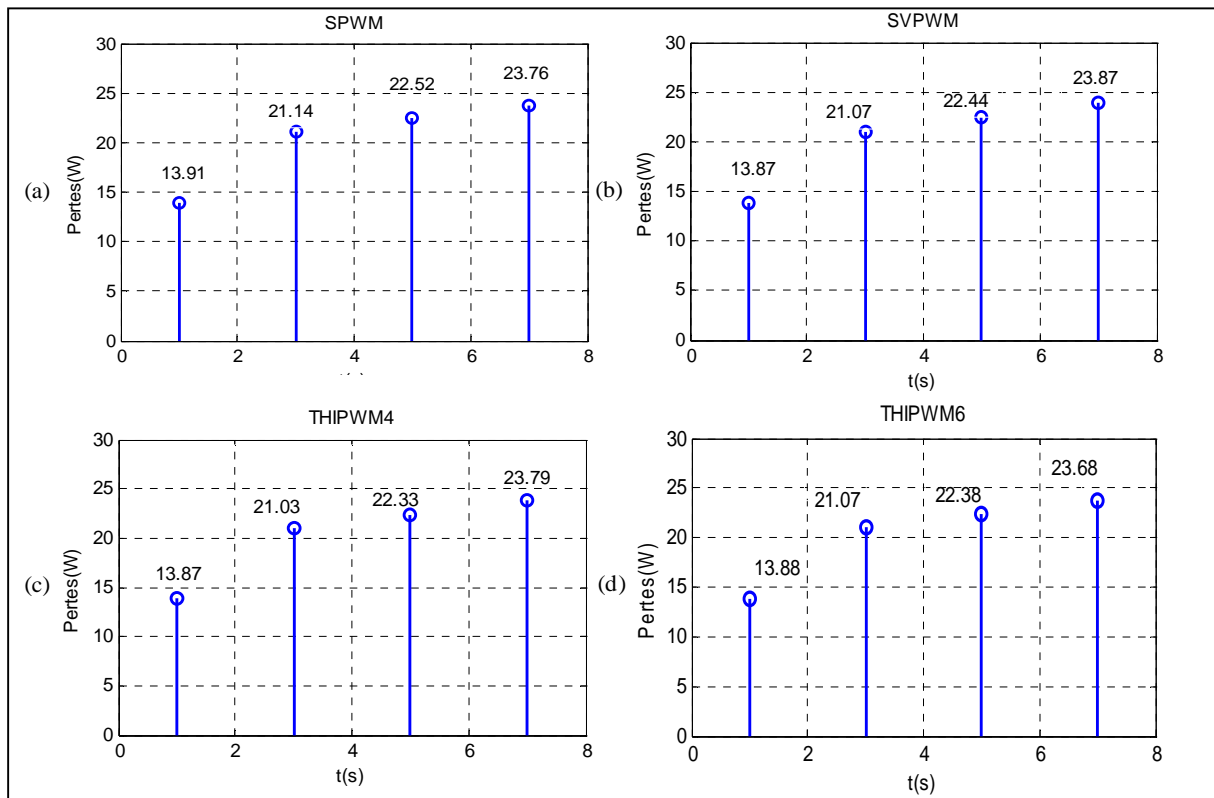 SPWM
30
25
20
15
10
5
0
0 2 4 6 8
Pertes(W)
t(s)
13.91
21.14
22.52
23.76
(a)
SVPWM
30
25
20
15
10
5
0
0 2 4 6 8
Pertes(W)
t(s)
13.87
21.07
22.44
23.87
(b)
THIPWM4
30
25
20
15
10
5
0
0 2 4 6 8
Pertes(W)
t(s)
13.87
21.03
22.33
23.79
(c)
THIPWM6
30
25
20
15
10
5
0
0 2 4 6 8
Pertes(W)
t(s)
13.88
21.07
22.38
23.68
(d)